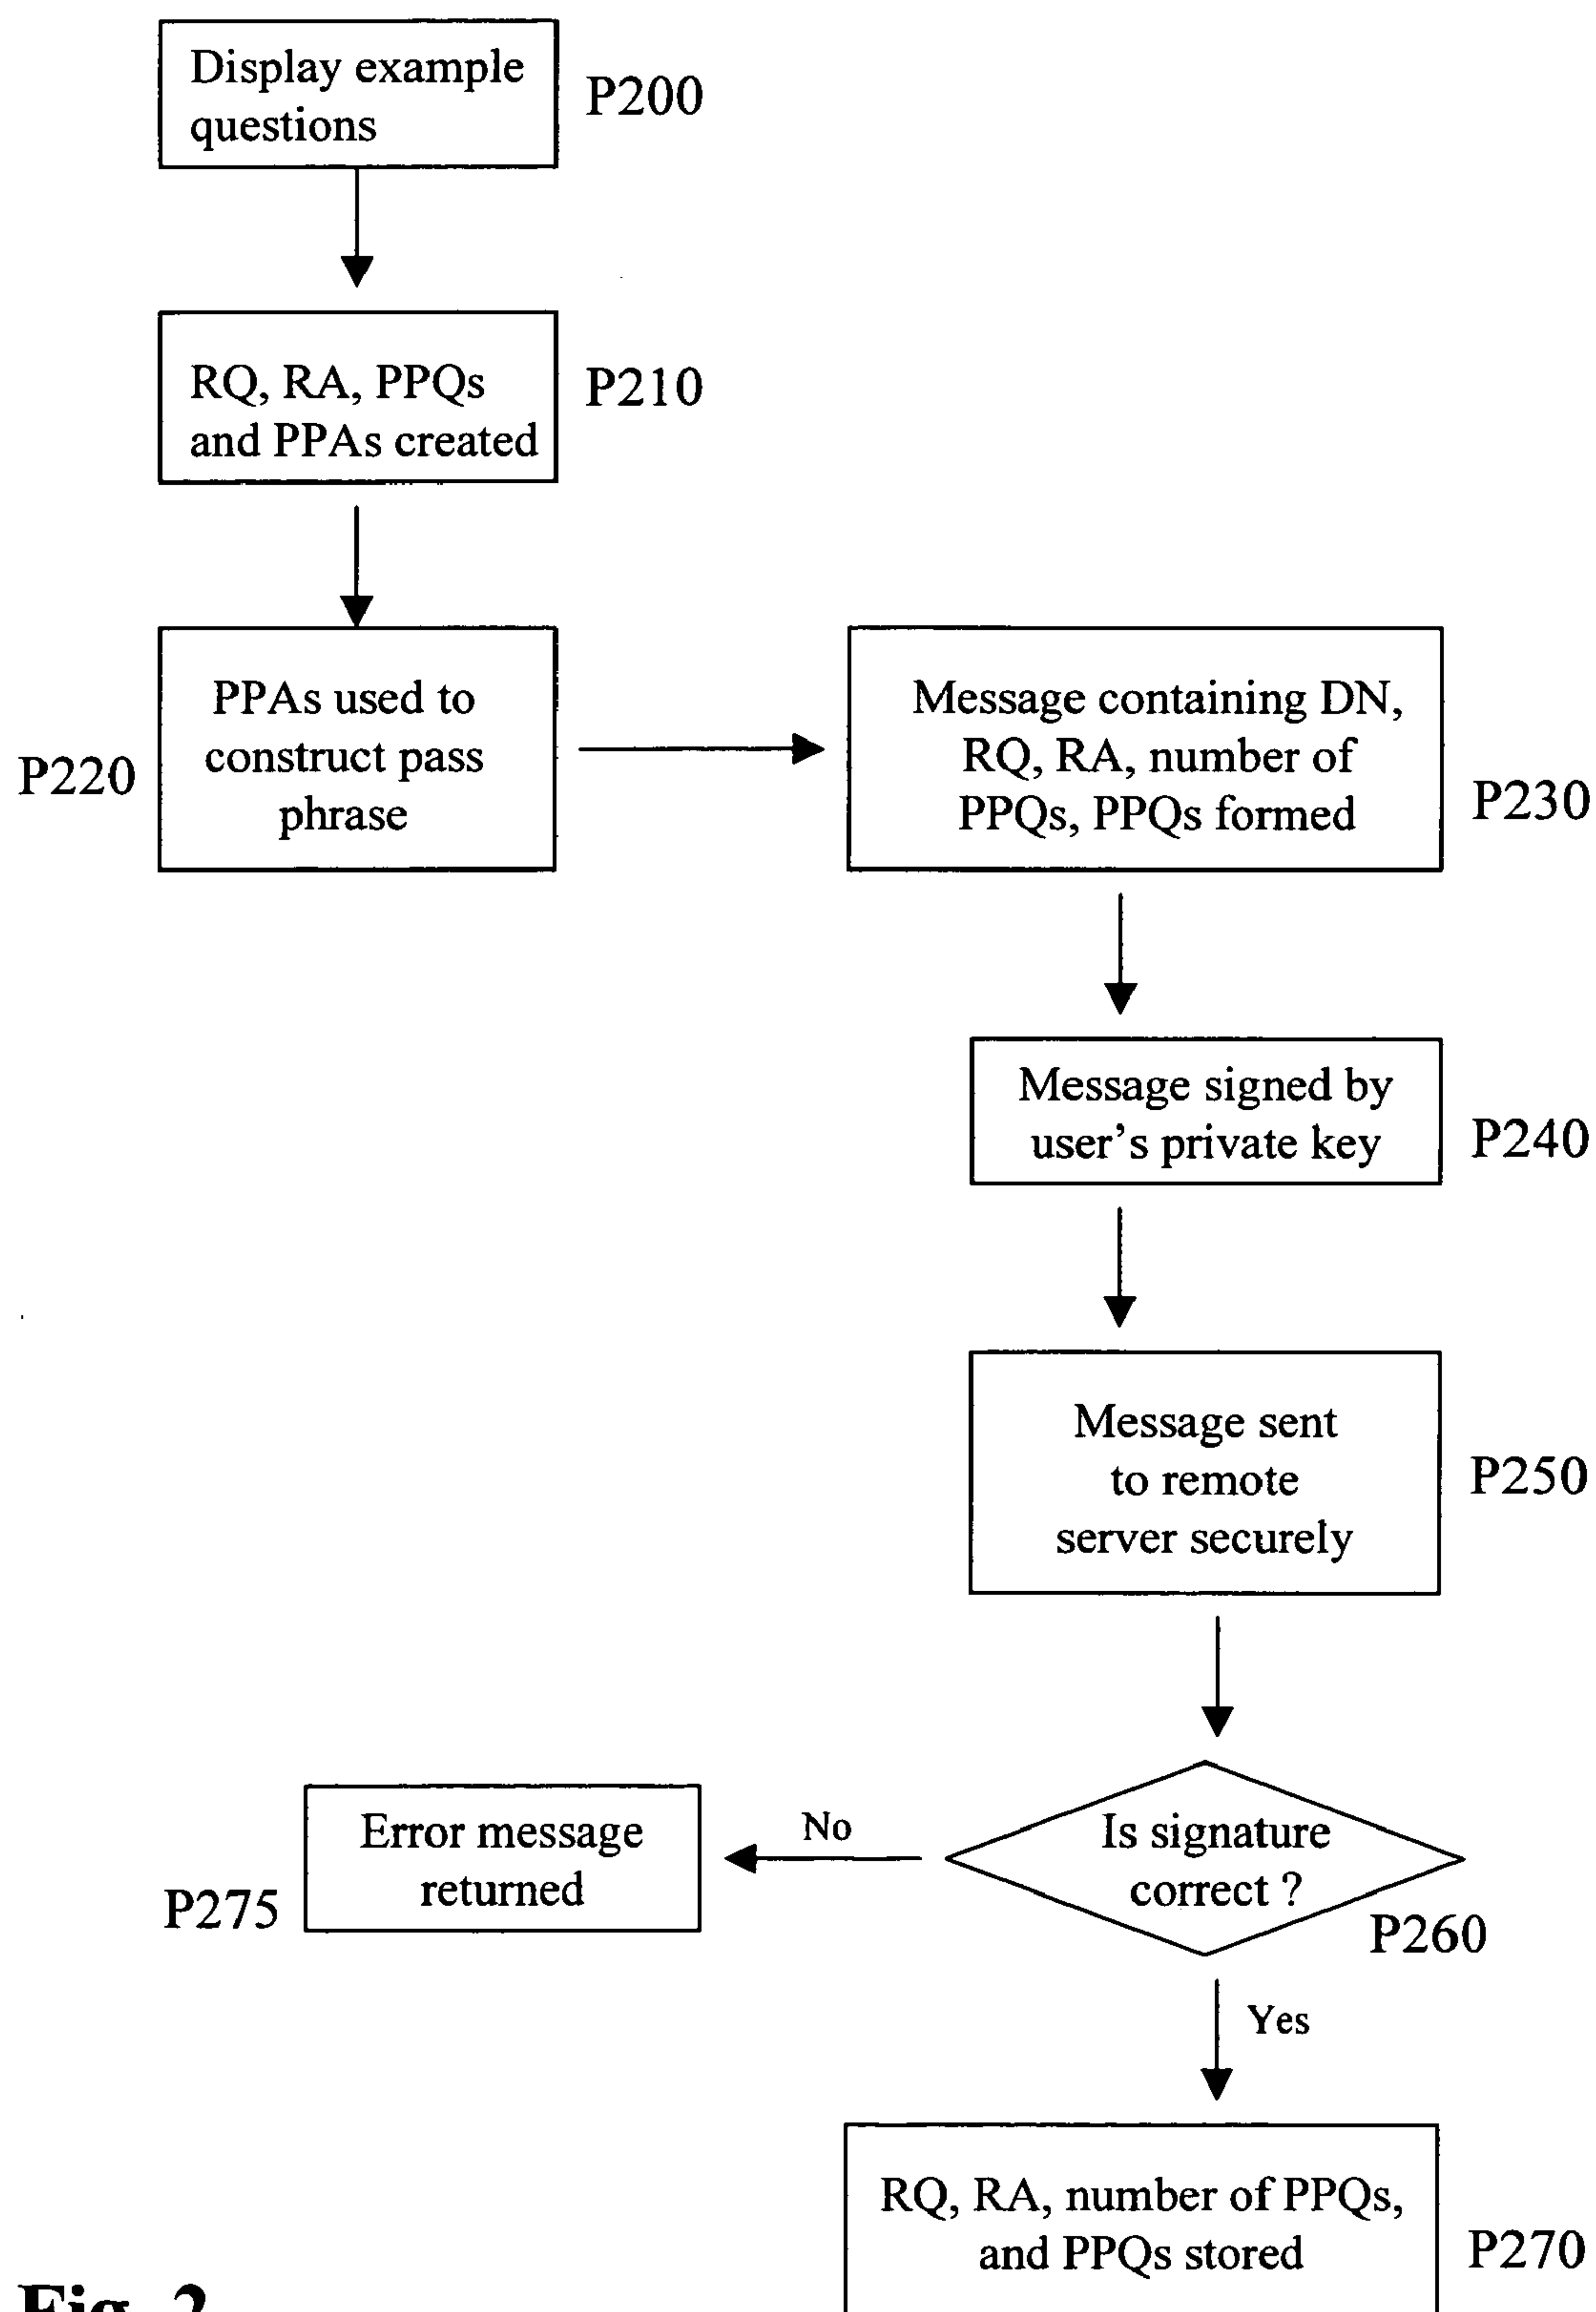 Display example
questions
P200
RQ, RA, PPQs
and PPAs created
P210
PPAs used to
construct pass
phrase
P220
Message containing DN,
RQ, RA, number of
PPQs, PPQs formed
P230
Message signed by
user's private key
P240
Message sent
to remote
server securely
P250
Is signature
correct ?
P260
No
Error message
returned
P275
Yes
RQ, RA, number of PPQs,
and PPQs stored
P270
Fig. 2